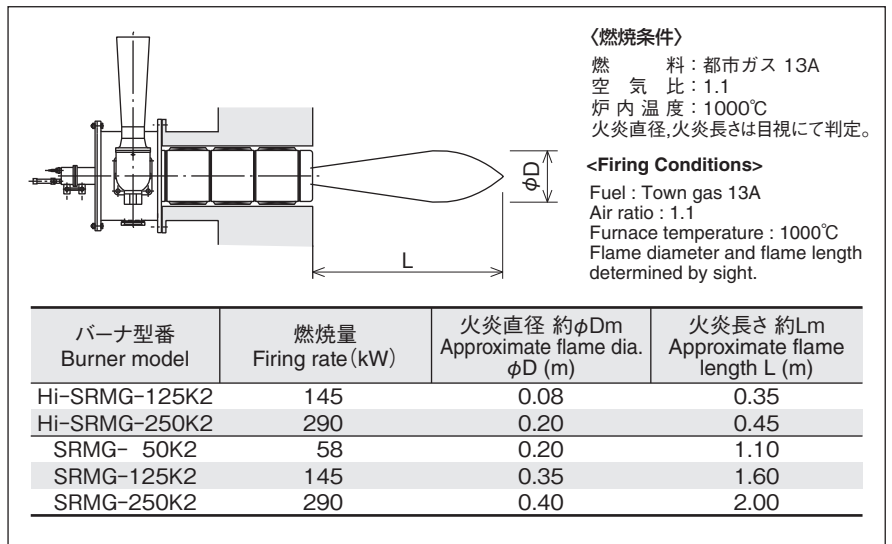 〈燃焼条件〉
燃　　　料：都市ガス 13A
空　気　比：1.1
炉 内 温 度：1000℃
火炎直径,火炎長さは目視にて判定。
<Firing Conditions>
Fuel : Town gas 13A
Air ratio : 1.1
Furnace temperature : 1000℃
Flame diameter and flame length
determined by sight.
φD
L
バーナ型番 燃焼量 火炎直径 約φDm 火炎長さ 約Lm
Burner model Firing rate(kW) Approximate flame dia. Approximate flame
φD (m) length L (m)
Hi-SRMG-125K2 145 0.08 0.35
Hi-SRMG-250K2 290 0.20 0.45
SRMG- 50K2 58 0.20 1.10
SRMG-125K2 145 0.35 1.60
SRMG-250K2 290 0.40 2.00